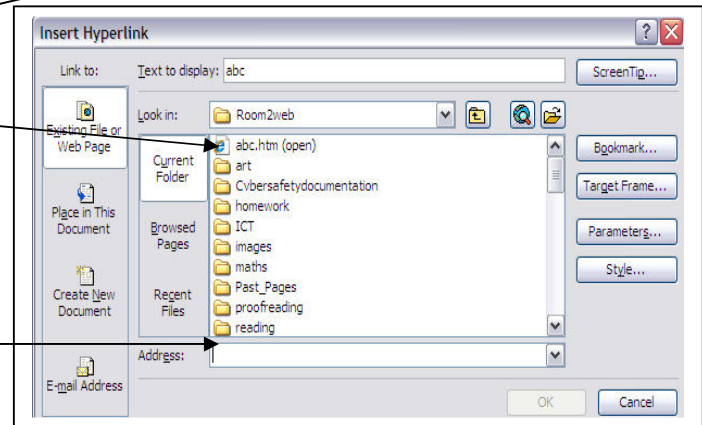 Insert Hyperlink
Link to:
Text to display: abc
ScreenTip...
Existing File or
Web Page
Look in:
Room2web
Current
Folder
abc.htm (open)
art
Cybersafetydocumentation
homework
ICT
images
maths
Past_Pages
proofreading
reading
Bookmark...
Target Frame...
Parameters...
Style...
Place in This
Document
Browsed
Pages
Create New
Document
Recent
Files
E-mail Address
Address:
OK
Cancel